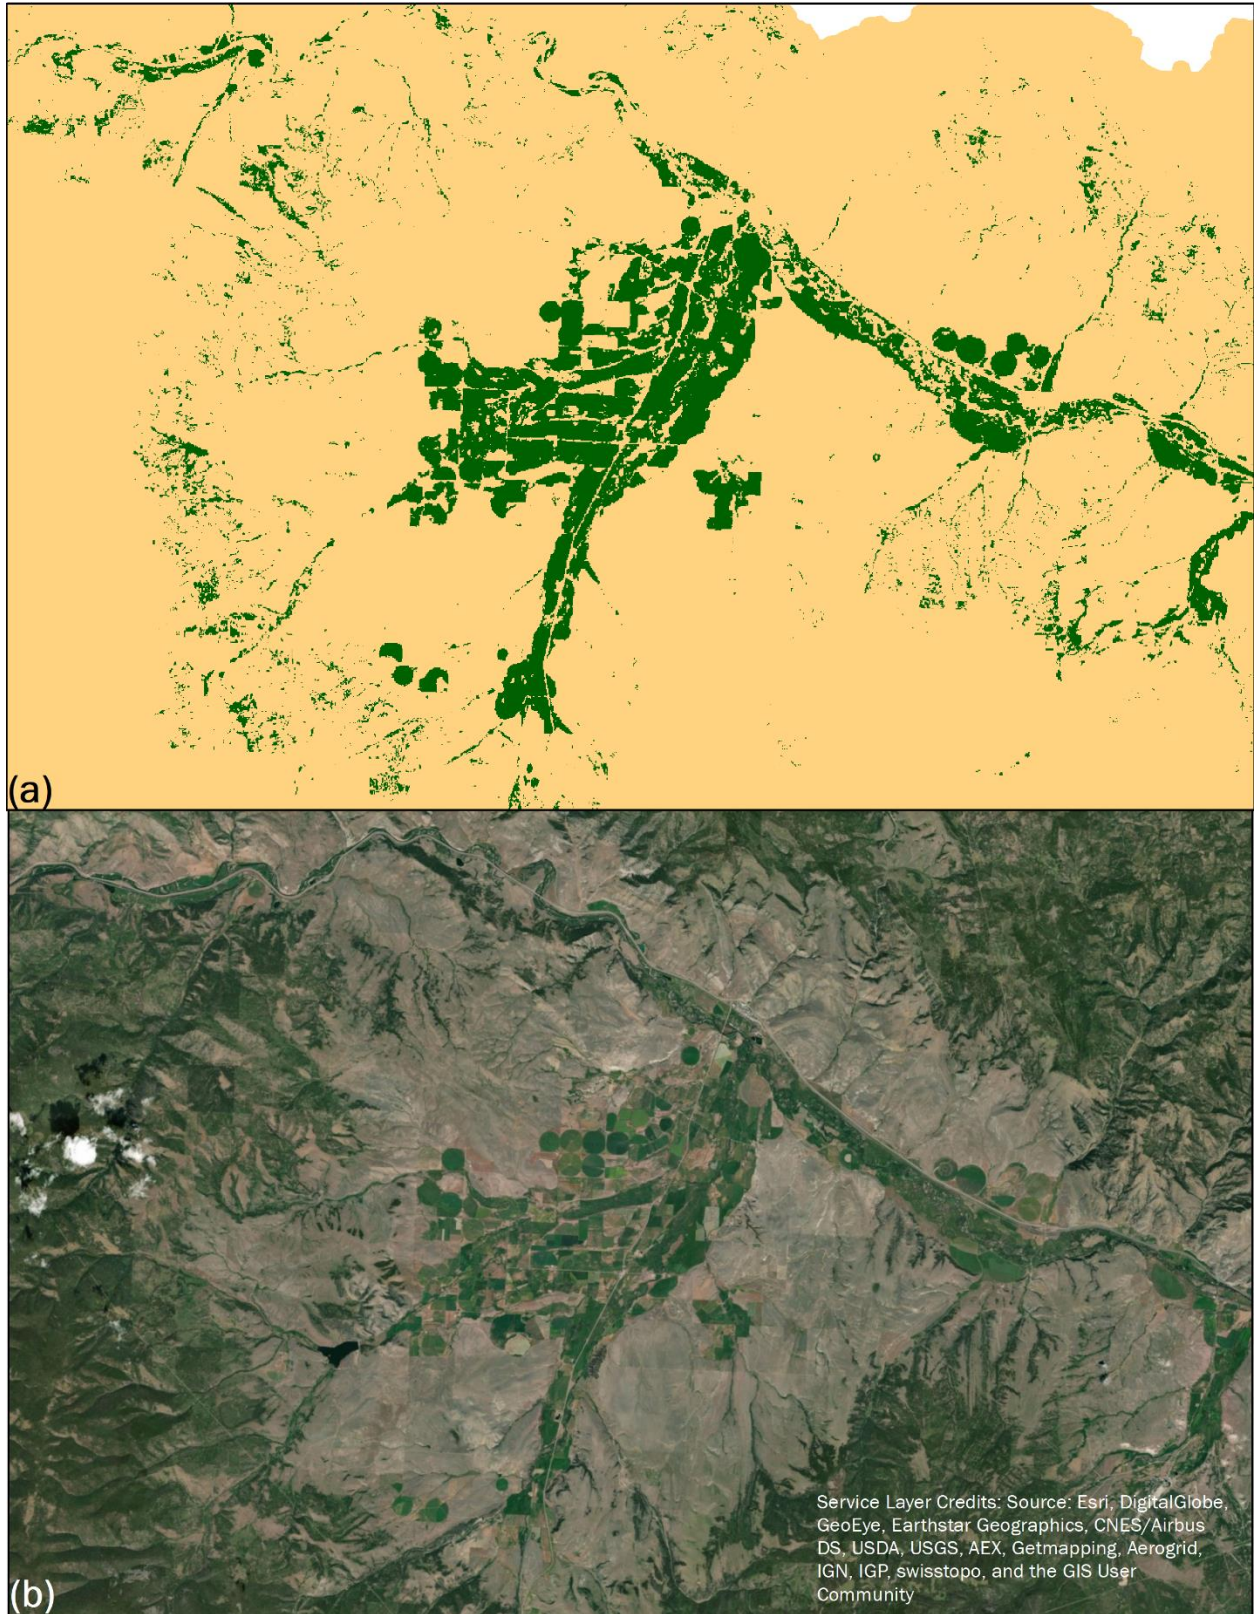 (a)
Service Layer Credits: Source: Esri, DigitalGlobe,
GeoEye, Earthstar Geographics, CNES/Airbus
DS, USDA, USGS, AEX, Getmapping, Aerogrid,
IGN, IGP, swisstopo, and the GIS User
Community
(b)